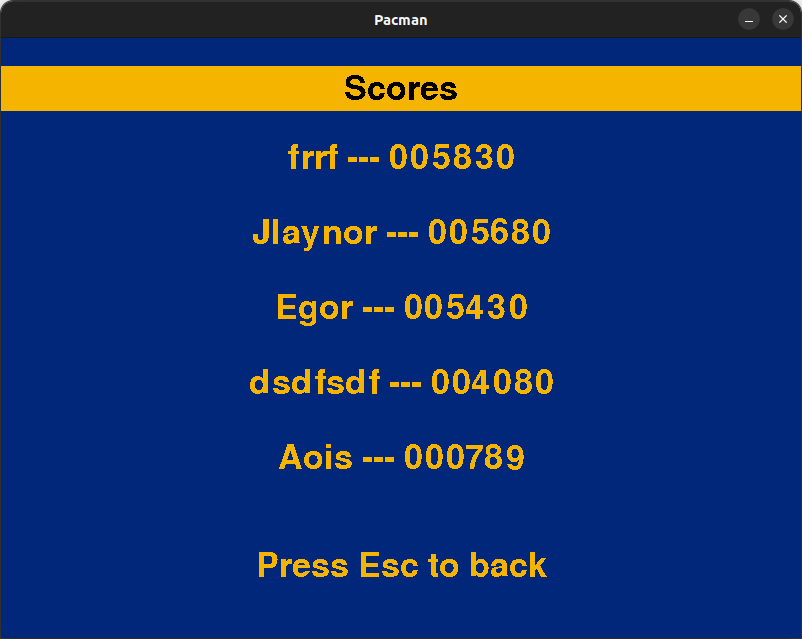 Pacman
Scores
frrf --- 005830
Jlaynor --- 005680
Egor --- 005430
dsdfsdf --- 004080
Aois --- 000789
Press Esc to back